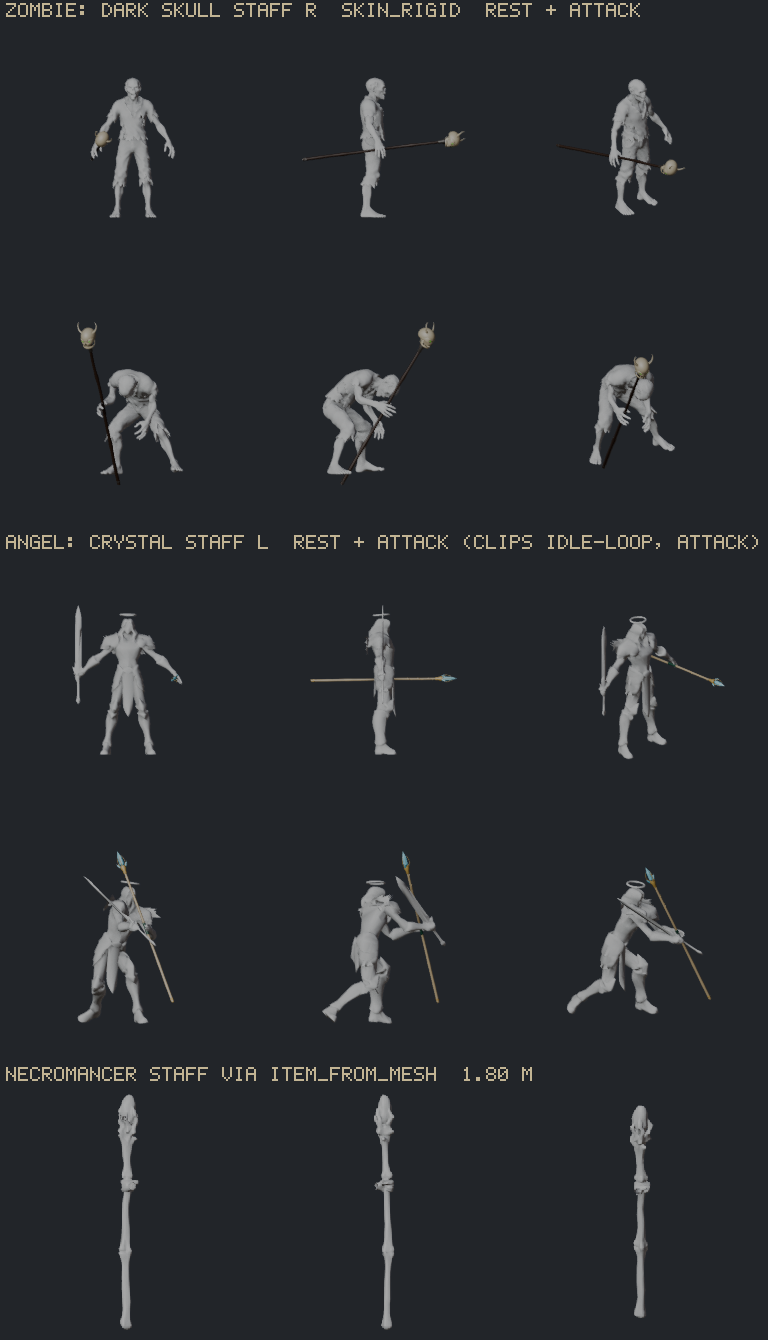 ZOMBIE: DARK SKULL STAFF R  SKIN_RIGID  REST + ATTACK
ANGEL: CRYSTAL STAFF L  REST + ATTACK (CLIPS IDLE-LOOP, ATTACK)
NECROMANCER STAFF VIA ITEM_FROM_MESH  1.80 M